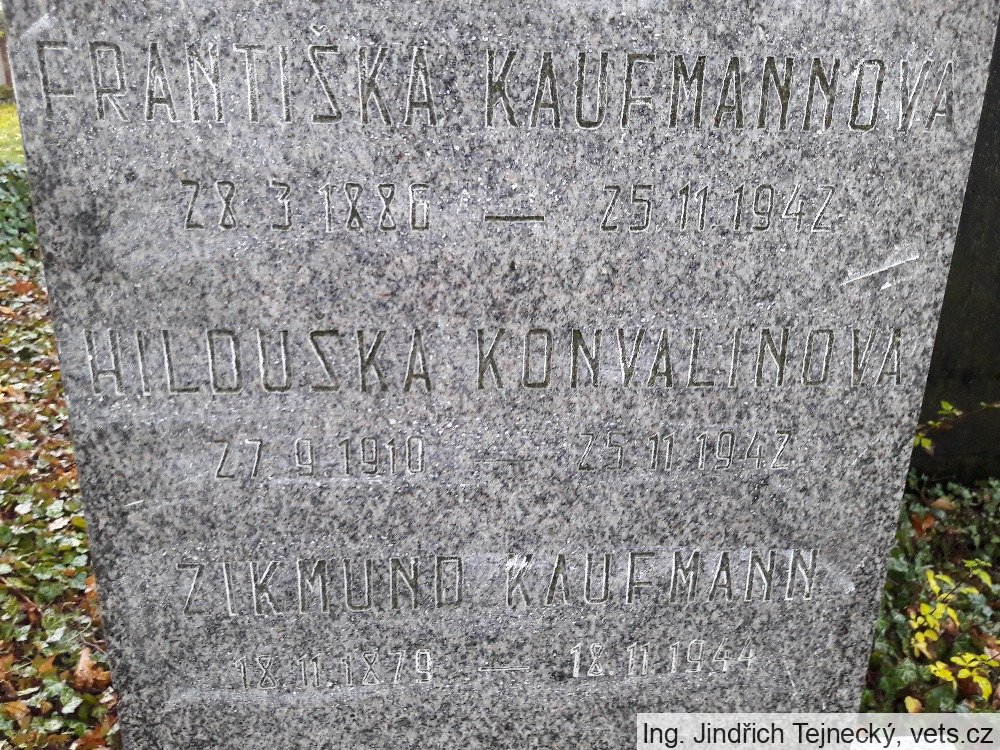 FRANTIŠKA KAUFMANNOVA
28.3.1886 — 25.11.1942
HILDUŠKA KONVALINOVA
27.9.1910 — 25.11.1942
ZIKMUND KAUFMANN
18.11.1879 — 18.11.1944
Ing. Jindřich Tejnecký, vets.cz